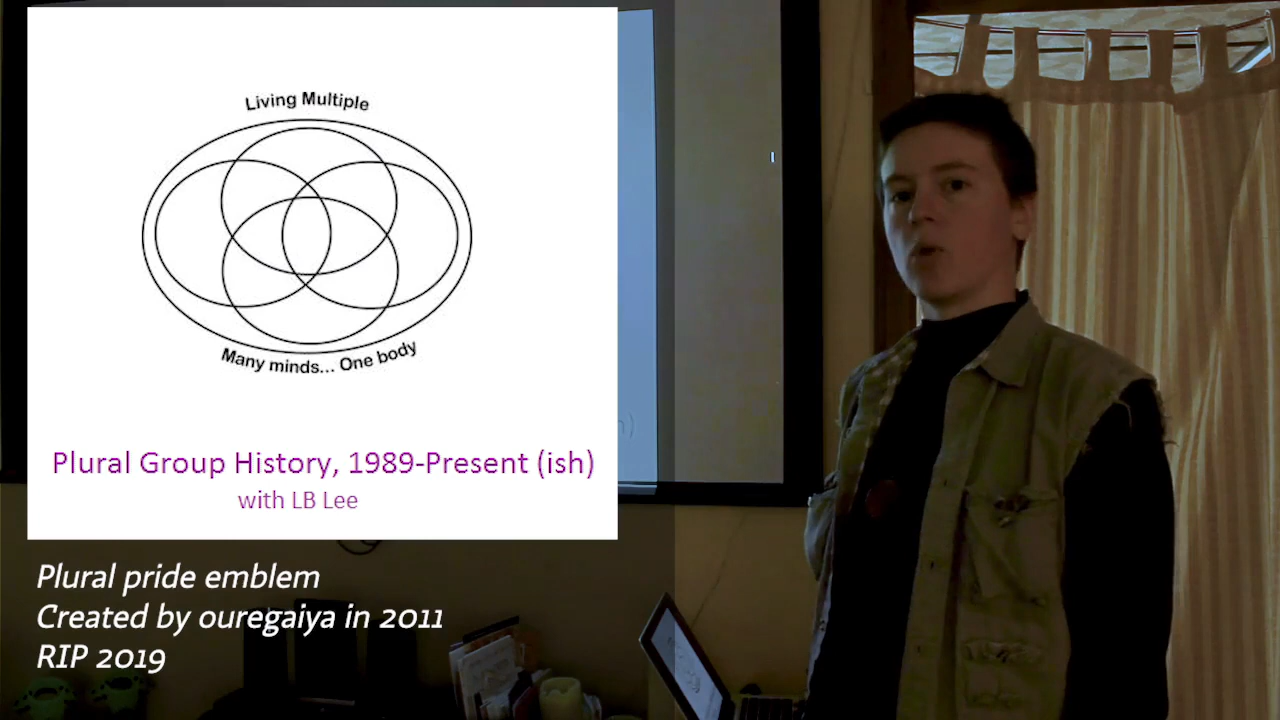 Living Multiple
Many minds... One body
Plural Group History, 1989-Present (ish)
with LB Lee
Plural pride emblem
Created by ouregaiya in 2011
RIP 2019